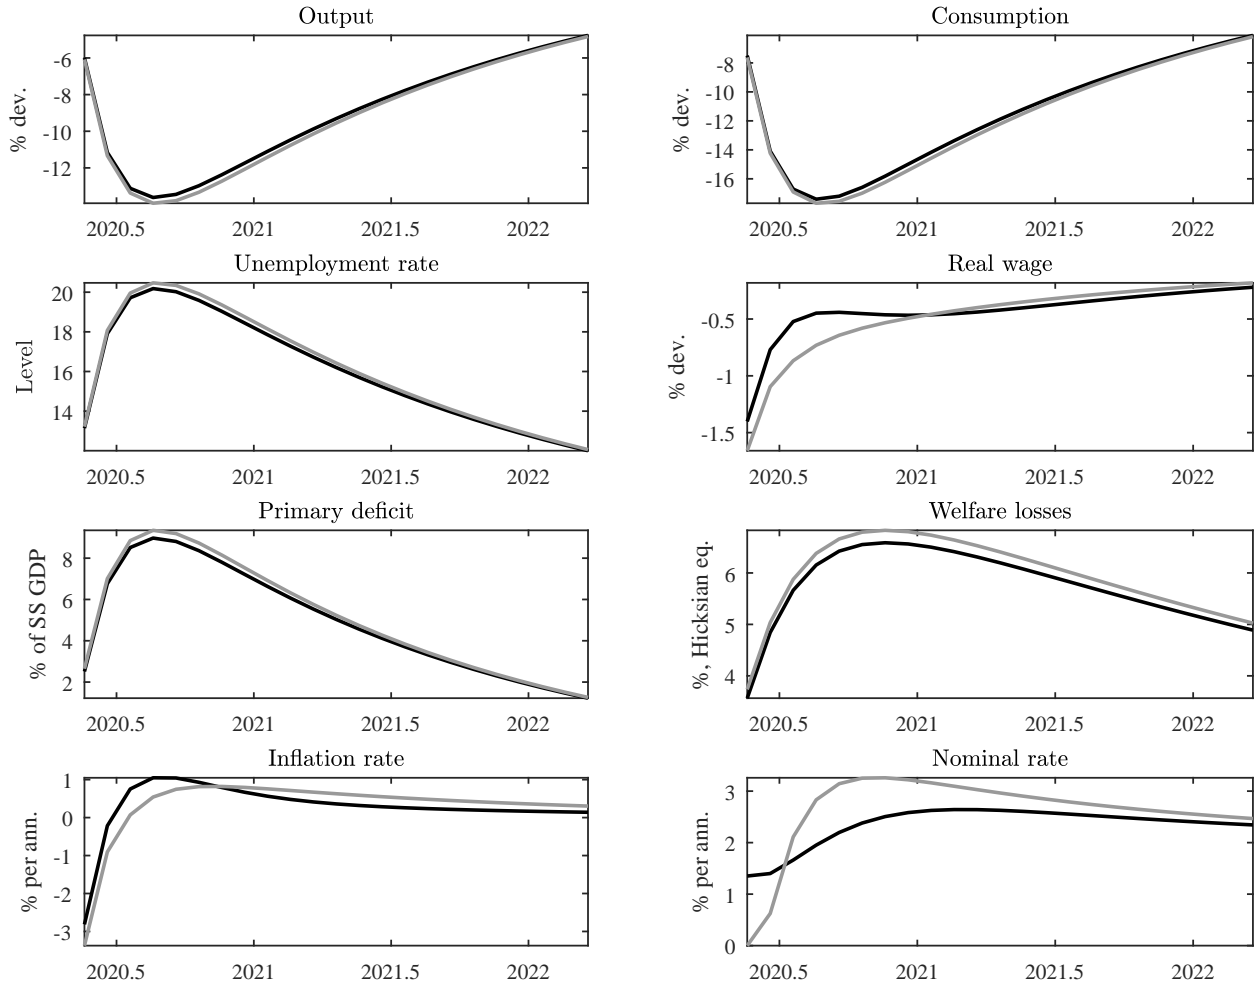 Output
% dev.
-6
-8
-10
-12
2020.5 2021 2021.5 2022
Consumption
% dev.
-8
-10
-12
-14
-16
2020.5 2021 2021.5 2022
Unemployment rate
Level
20
18
16
14
2020.5 2021 2021.5 2022
Real wage
% dev.
-0.5
-1
-1.5
2020.5 2021 2021.5 2022
Primary deficit
% of SS GDP
8
6
4
2
2020.5 2021 2021.5 2022
Welfare losses
%, Hicksian eq.
6
5
4
2020.5 2021 2021.5 2022
Inflation rate
% per ann.
1
0
-1
-2
-3
2020.5 2021 2021.5 2022
Nominal rate
% per ann.
3
2
1
0
2020.5 2021 2021.5 2022